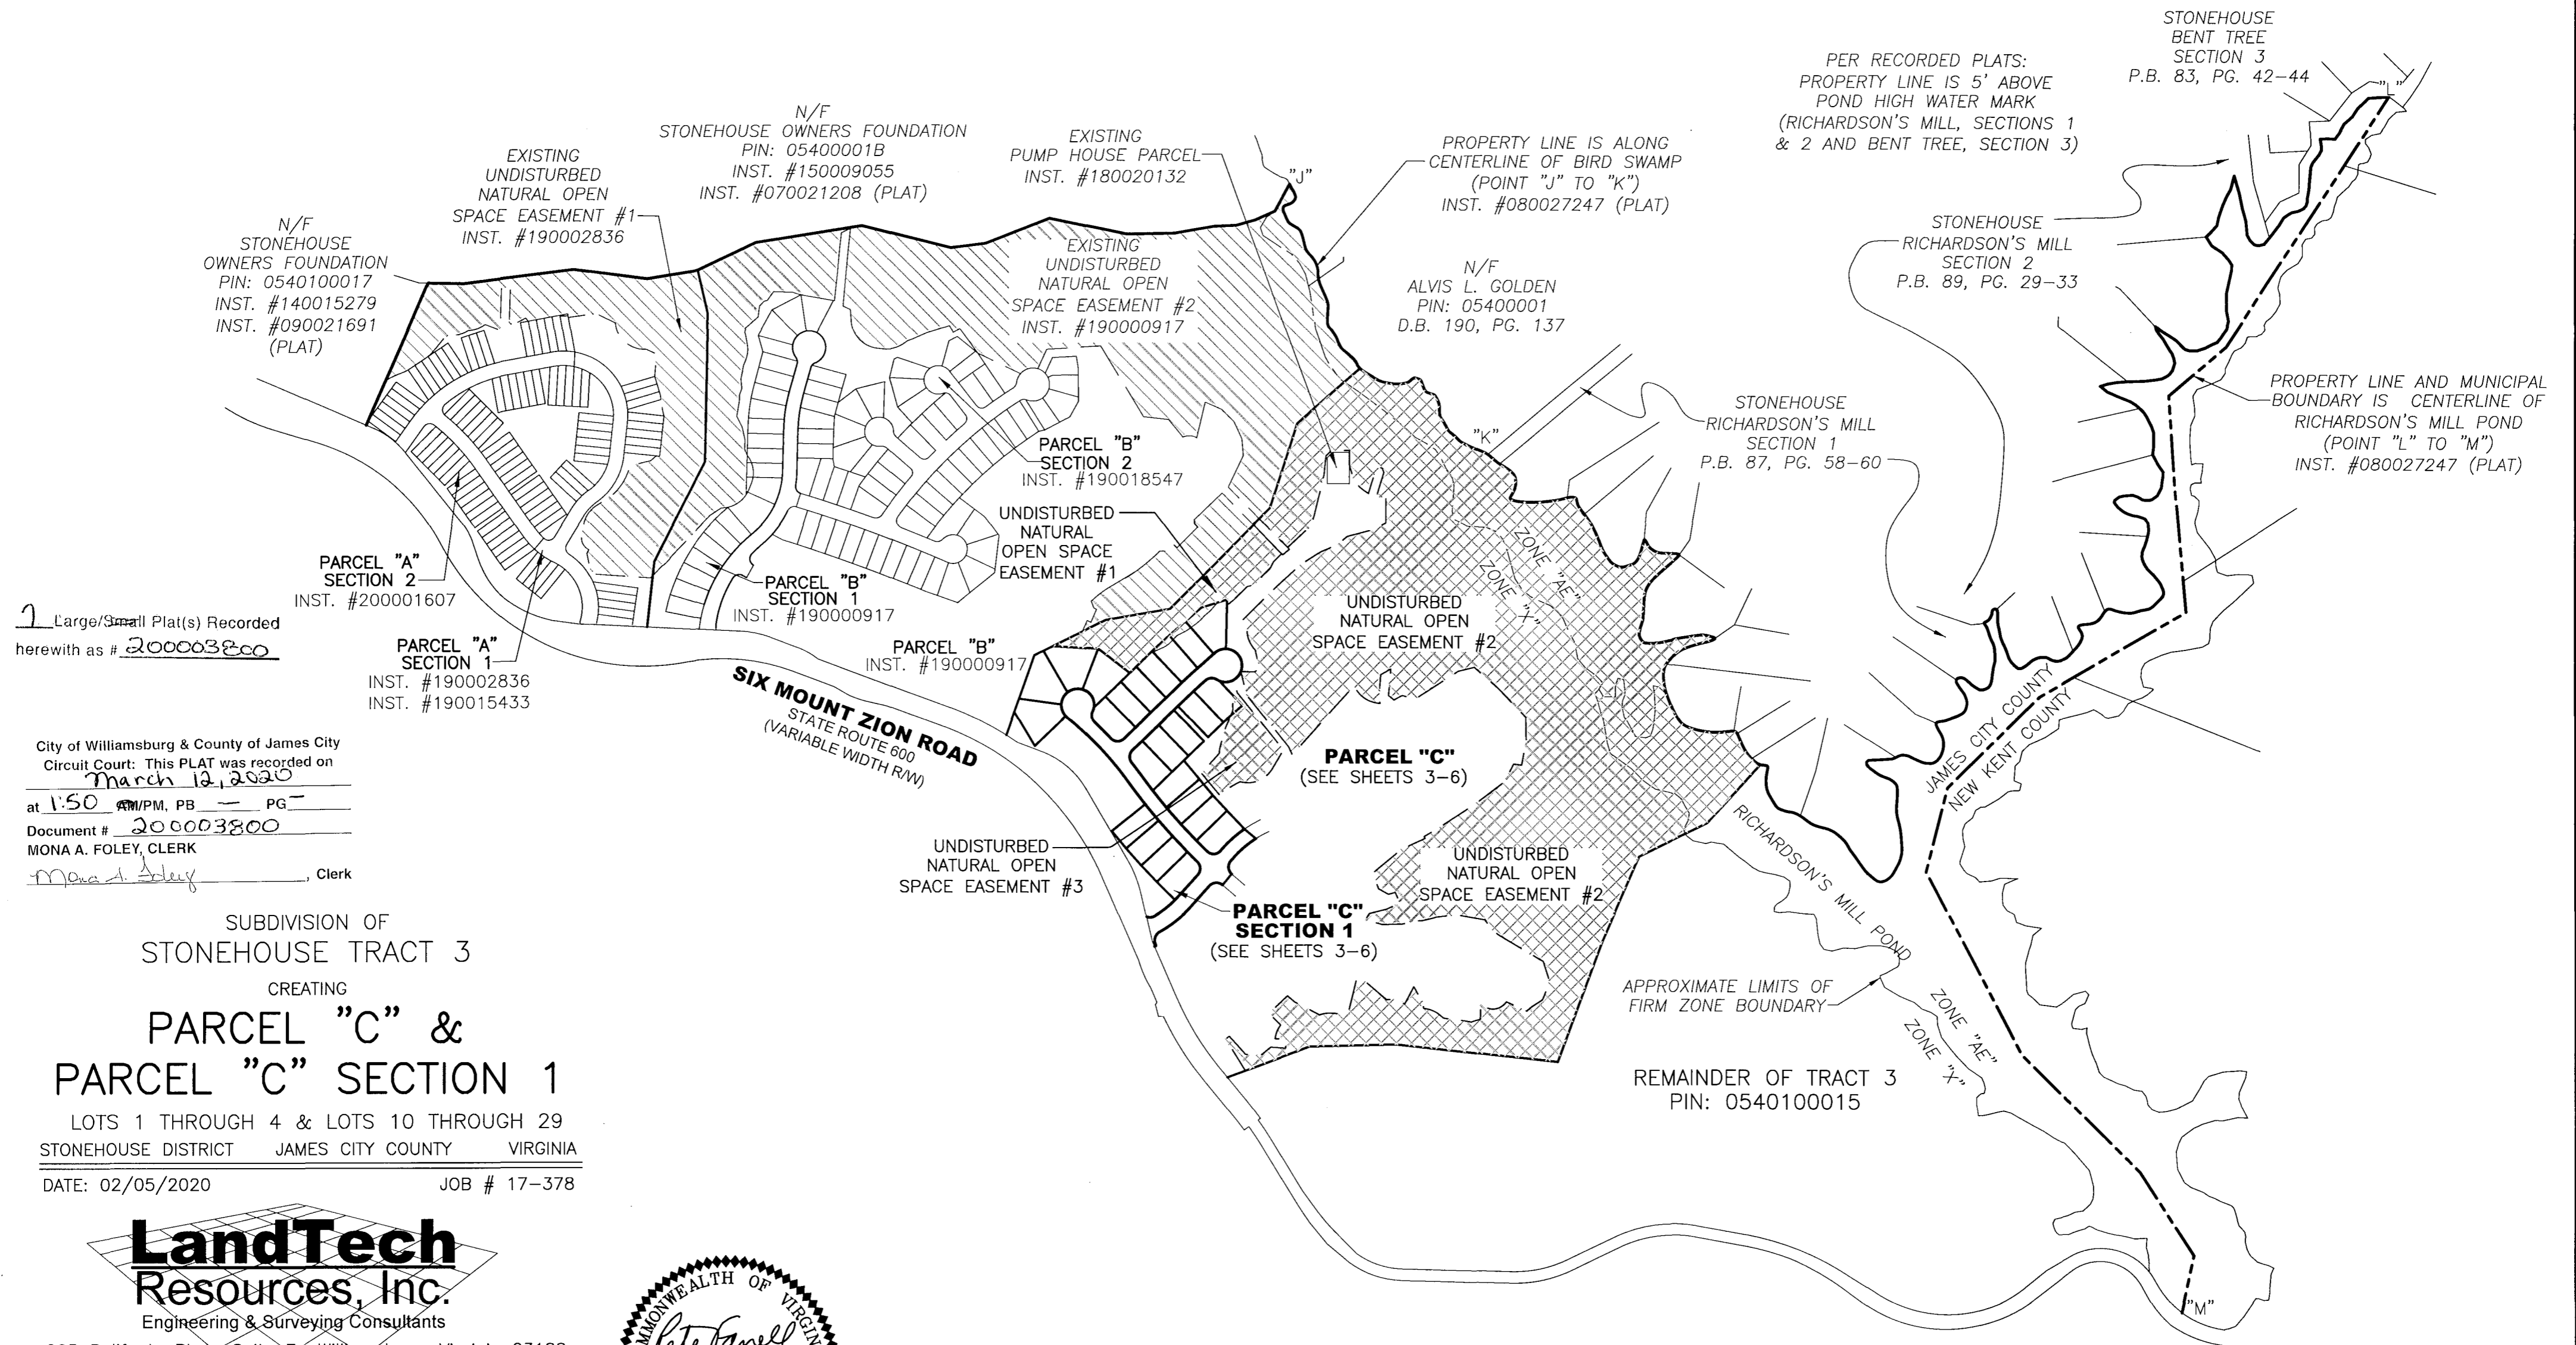 STONEHOUSE
BENT TREE
SECTION 3
P.B. 83, PG. 42-44
"L"
PER RECORDED PLATS:
PROPERTY LINE IS 5' ABOVE
POND HIGH WATER MARK
(RICHARDSON'S MILL, SECTIONS 1
& 2 AND BENT TREE, SECTION 3)
N/F
STONEHOUSE OWNERS FOUNDATION
PIN: 05400001B
INST. #150009055
INST. #070021208 (PLAT)
EXISTING
PUMP HOUSE PARCEL
INST. #180020132
"J"
PROPERTY LINE IS ALONG
CENTERLINE OF BIRD SWAMP
(POINT "J" TO "K")
INST. #080027247 (PLAT)
EXISTING
UNDISTURBED
NATURAL OPEN
SPACE EASEMENT #1
INST. #190002836
N/F
STONEHOUSE
OWNERS FOUNDATION
PIN: 0540100017
INST. #140015279
INST. #090021691
(PLAT)
EXISTING
UNDISTURBED
NATURAL OPEN
SPACE EASEMENT #2
INST. #190000917
N/F
ALVIS L. GOLDEN
PIN: 05400001
D.B. 190, PG. 137
STONEHOUSE
RICHARDSON'S MILL
SECTION 2
P.B. 89, PG. 29-33
PROPERTY LINE AND MUNICIPAL
BOUNDARY IS CENTERLINE OF
RICHARDSON'S MILL POND
(POINT "L" TO "M")
INST. #080027247 (PLAT)
STONEHOUSE
RICHARDSON'S MILL
SECTION 1
P.B. 87, PG. 58-60
"K"
PARCEL "B"
SECTION 2
INST. #190018547
UNDISTURBED
NATURAL
OPEN SPACE
EASEMENT #1
ZONE "AE"
ZONE "X"
PARCEL "A"
SECTION 2
INST. #200001607
PARCEL "B"
SECTION 1
INST. #190000917
UNDISTURBED
NATURAL OPEN
SPACE EASEMENT #2
1 Large/Small Plat(s) Recorded
herewith as # 200003800
PARCEL "A"
SECTION 1
INST. #190002836
INST. #190015433
PARCEL "B"
INST. #190000917
SIX MOUNT ZION ROAD
STATE ROUTE 600
(VARIABLE WIDTH R/W)
JAMES CITY COUNTY
NEW KENT COUNTY
PARCEL "C"
(SEE SHEETS 3-6)
City of Williamsburg & County of James City
Circuit Court: This PLAT was recorded on
March 12, 2020
at 1:50 AM/PM, PB — PG —
Document # 200003800
MONA A. FOLEY, CLERK
Mona A. Foley, Clerk
UNDISTURBED
NATURAL OPEN
SPACE EASEMENT #3
UNDISTURBED
NATURAL OPEN
SPACE EASEMENT #2
RICHARDSON'S MILL POND
PARCEL "C"
SECTION 1
(SEE SHEETS 3-6)
APPROXIMATE LIMITS OF
FIRM ZONE BOUNDARY
ZONE "AE"
ZONE "X"
REMAINDER OF TRACT 3
PIN: 0540100015
SUBDIVISION OF
STONEHOUSE TRACT 3
CREATING
PARCEL "C" &
PARCEL "C" SECTION 1
LOTS 1 THROUGH 4 & LOTS 10 THROUGH 29
STONEHOUSE DISTRICT JAMES CITY COUNTY VIRGINIA
DATE: 02/05/2020 JOB # 17-378
LandTech
Resources, Inc.
Engineering & Surveying Consultants
COMMONWEALTH OF VIRGINIA
"M"